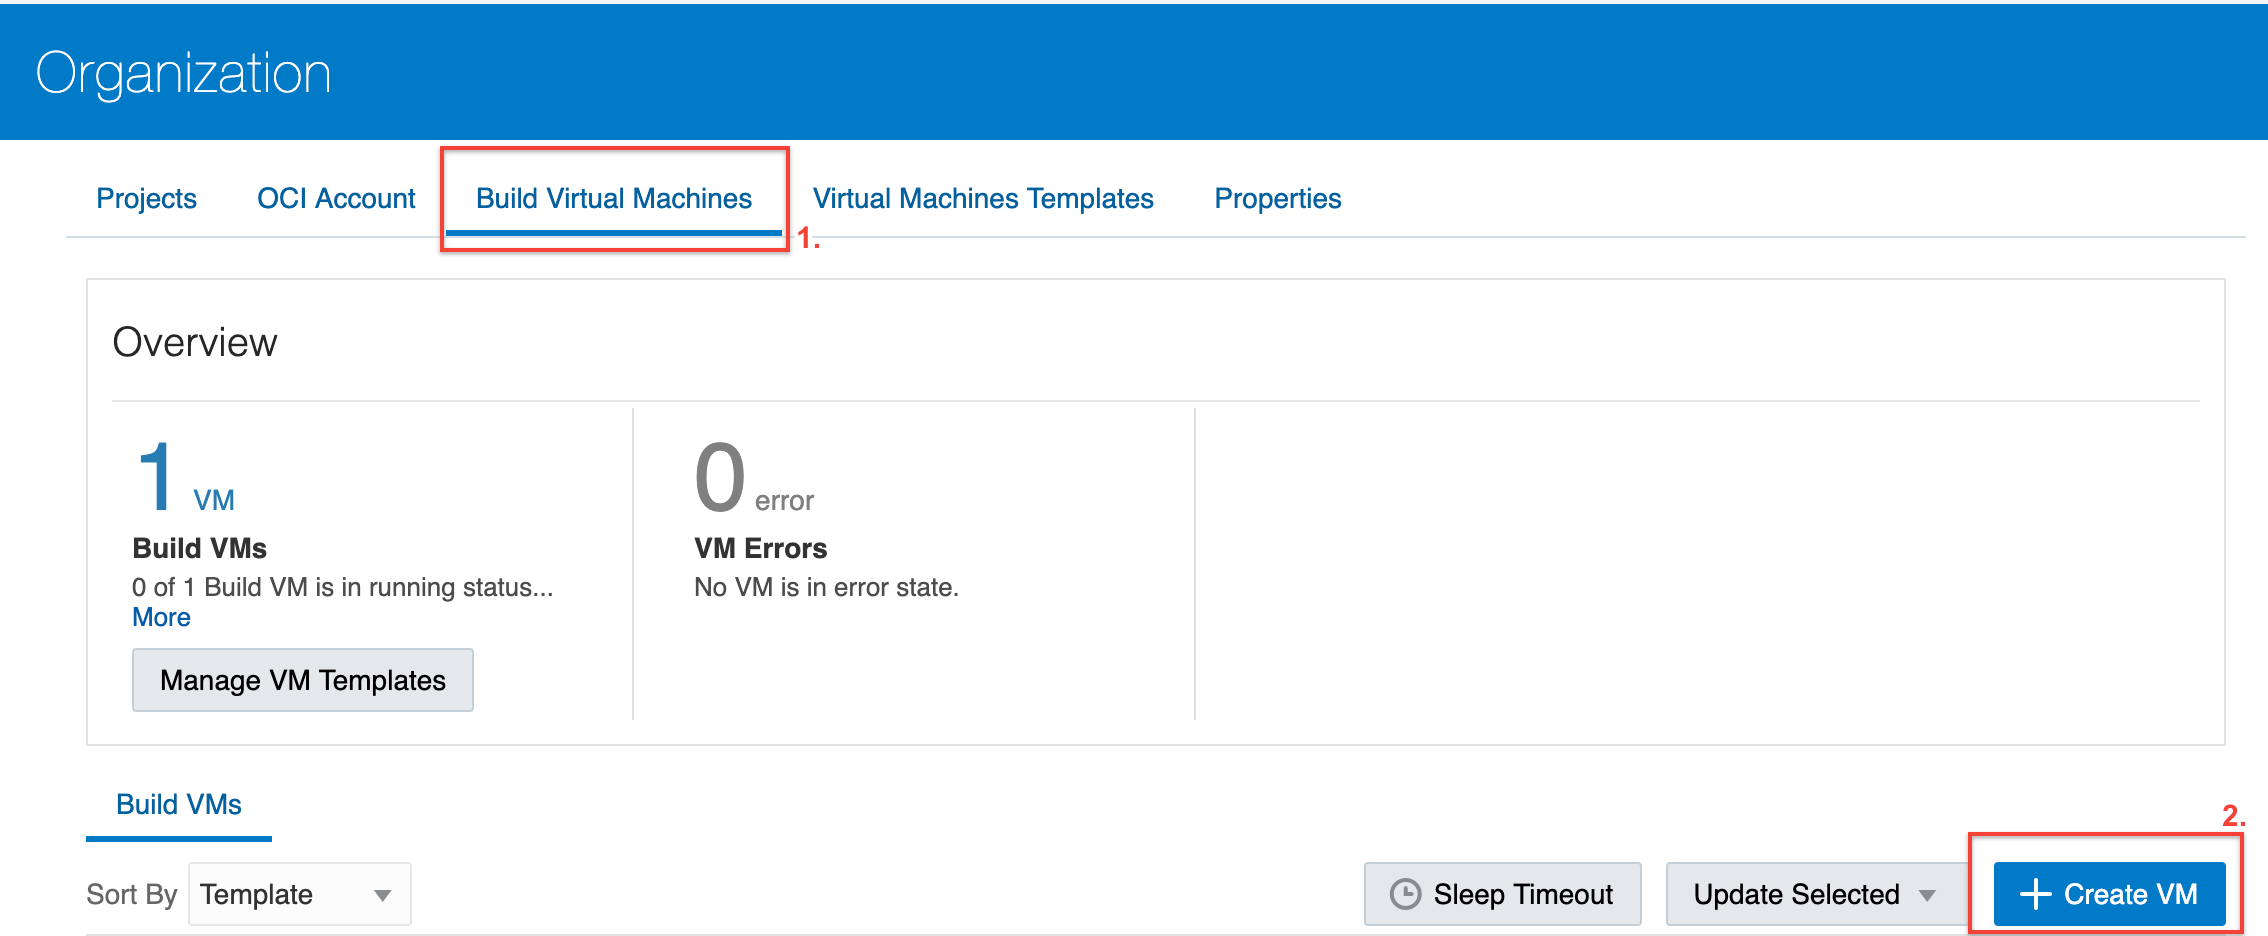 Organization
Projects OCI Account Build Virtual Machines Virtual Machines Templates Properties
1.
Overview
1 VM
Build VMs
0 of 1 Build VM is in running status...
More
Manage VM Templates
0 error
VM Errors
No VM is in error state.
Build VMs
2.
Sort By Template Sleep Timeout Update Selected Create VM